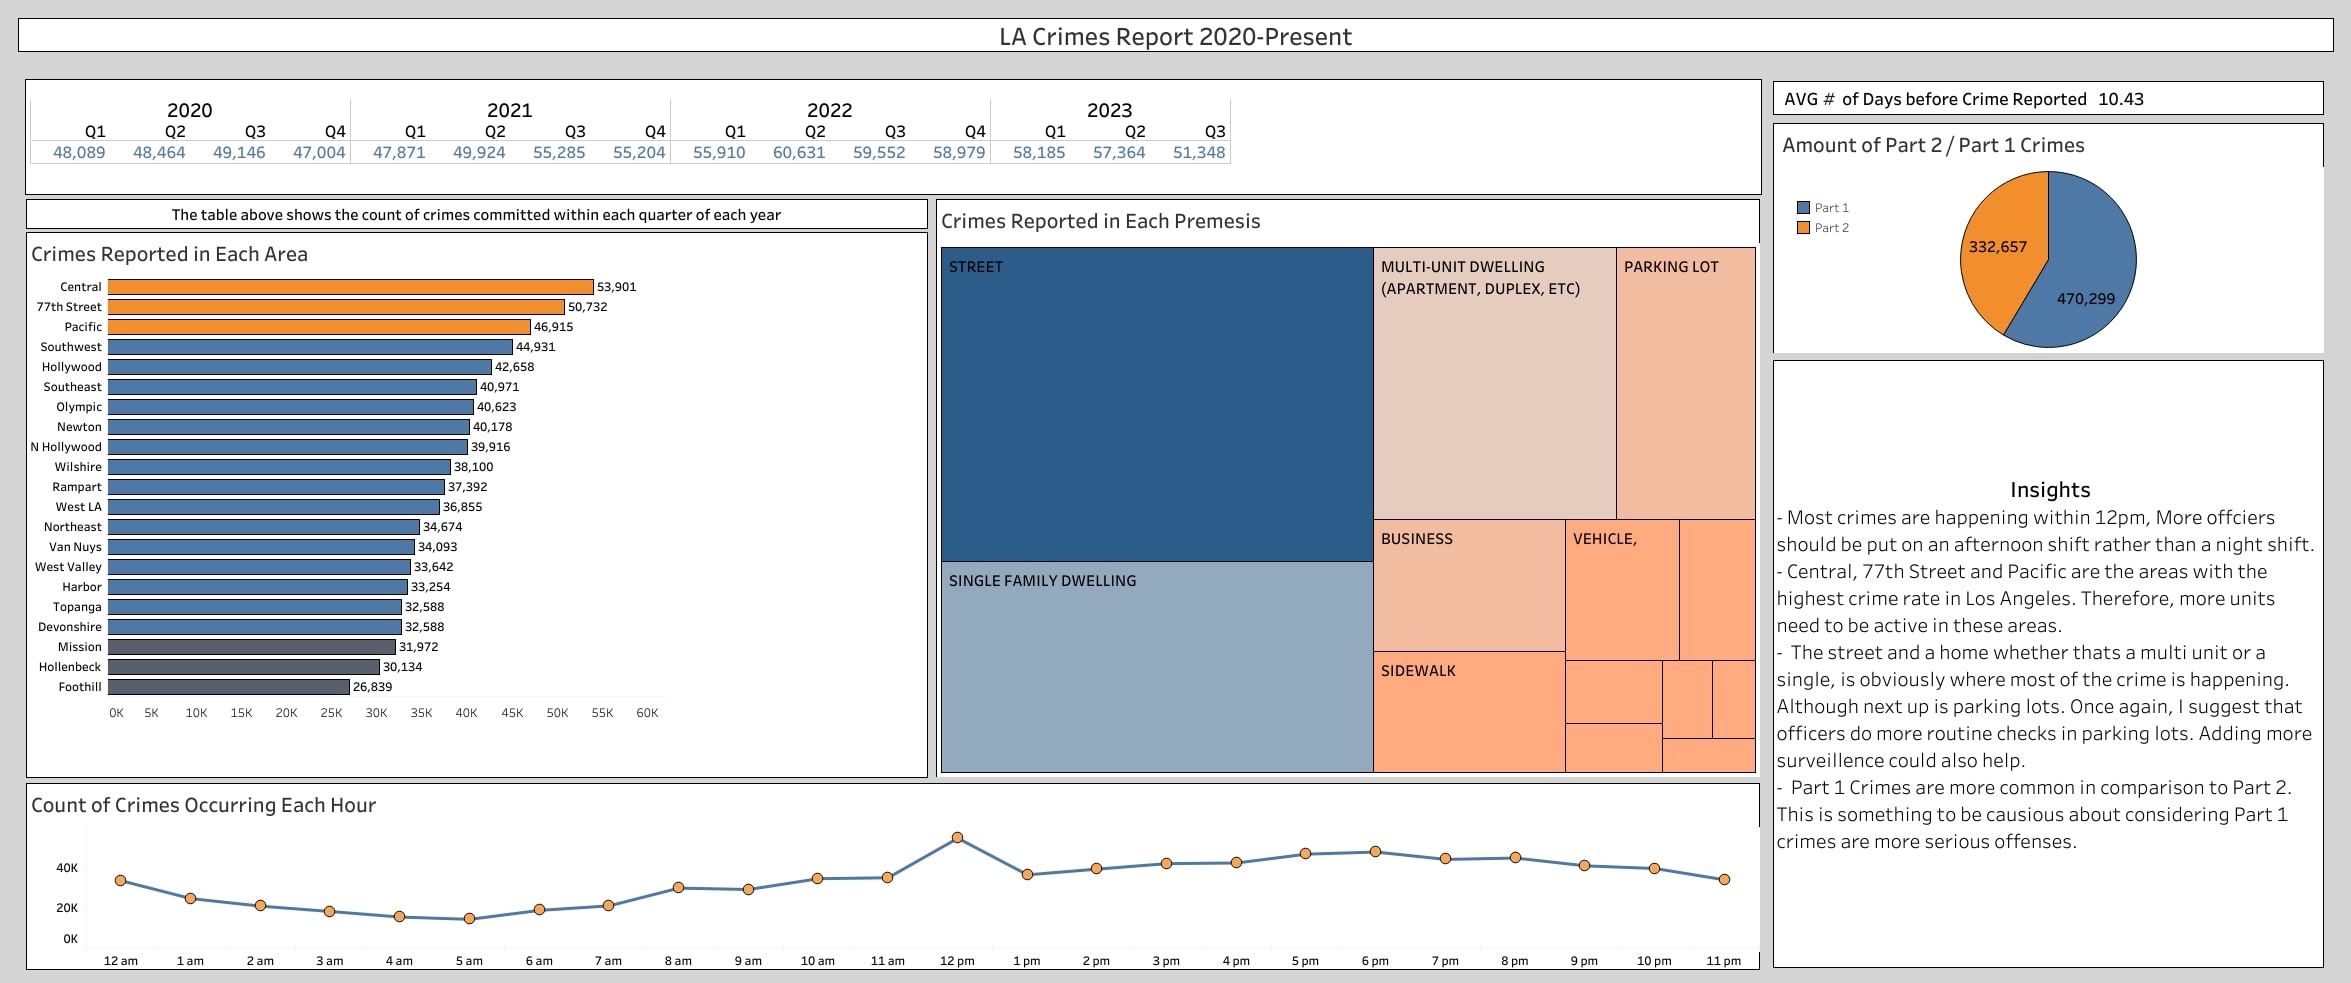 LA Crimes Report 2020-Present
2020 2021 2022 2023
Q1 Q2 Q3 Q4 Q1 Q2 Q3 Q4 Q1 Q2 Q3 Q4 Q1 Q2 Q3
48,089 48,464 49,146 47,004 47,871 49,924 55,285 55,204 55,910 60,631 59,552 58,979 58,185 57,364 51,348
The table above shows the count of crimes committed within each quarter of each year
Crimes Reported in Each Area
Central 53,901
77th Street 50,732
Pacific 46,915
Southwest 44,931
Hollywood 42,658
Southeast 40,971
Olympic 40,623
Newton 40,178
N Hollywood 39,916
Wilshire 38,100
Rampart 37,392
West LA 36,855
Northeast 34,674
Van Nuys 34,093
West Valley 33,642
Harbor 33,254
Topanga 32,588
Devonshire 32,588
Mission 31,972
Hollenbeck 30,134
Foothill 26,839
0K 5K 10K 15K 20K 25K 30K 35K 40K 45K 50K 55K 60K
Crimes Reported in Each Premesis
STREET
SINGLE FAMILY DWELLING
MULTI-UNIT DWELLING
(APARTMENT, DUPLEX, ETC)
PARKING LOT
BUSINESS
VEHICLE,
SIDEWALK
Count of Crimes Occurring Each Hour
40K
20K
0K
12 am 1 am 2 am 3 am 4 am 5 am 6 am 7 am 8 am 9 am 10 am 11 am 12 pm 1 pm 2 pm 3 pm 4 pm 5 pm 6 pm 7 pm 8 pm 9 pm 10 pm 11 pm
AVG # of Days before Crime Reported 10.43
Amount of Part 2 / Part 1 Crimes
Part 1
Part 2
332,657
470,299
Insights
- Most crimes are happening within 12pm, More offciers
should be put on an afternoon shift rather than a night shift.
- Central, 77th Street and Pacific are the areas with the
highest crime rate in Los Angeles. Therefore, more units
need to be active in these areas.
- The street and a home whether thats a multi unit or a
single, is obviously where most of the crime is happening.
Although next up is parking lots. Once again, I suggest that
officers do more routine checks in parking lots. Adding more
surveillence could also help.
- Part 1 Crimes are more common in comparison to Part 2.
This is something to be causious about considering Part 1
crimes are more serious offenses.